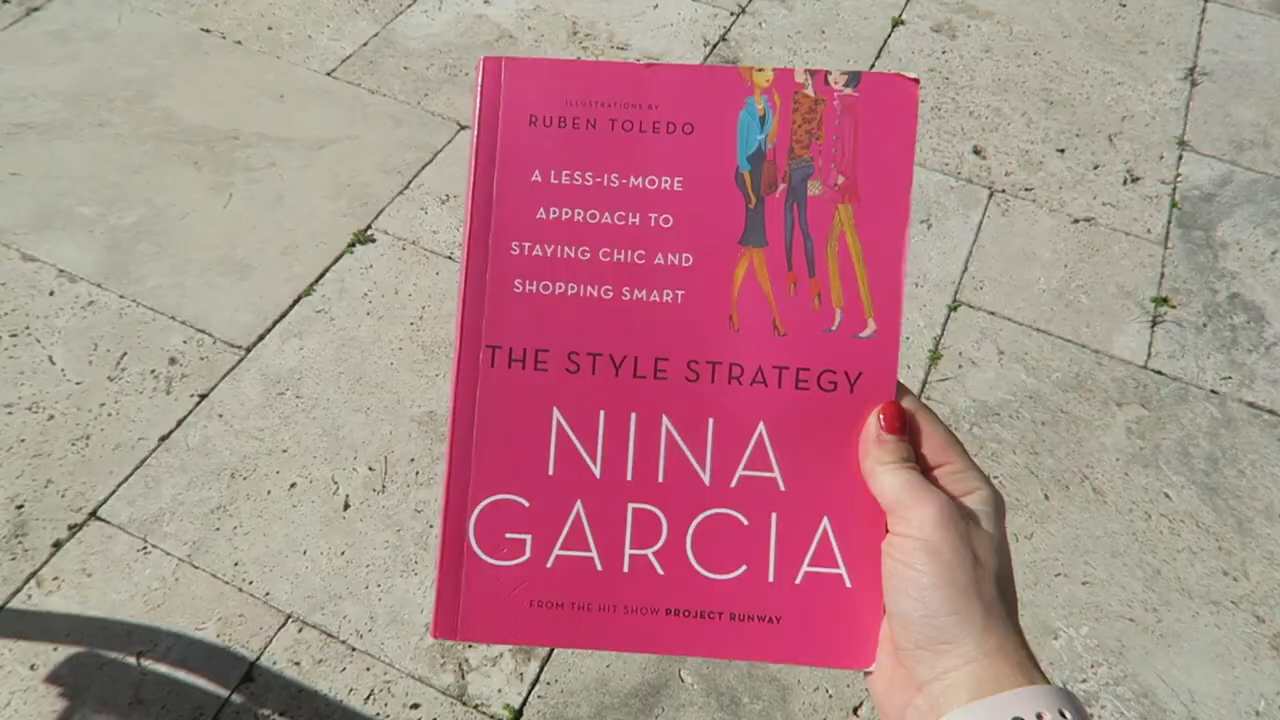 ILLUSTRATIONS BY
RUBEN TOLEDO
A LESS-IS-MORE
APPROACH TO
STAYING CHIC AND
SHOPPING SMART
THE STYLE STRATEGY
NINA
GARCIA
FROM THE HIT SHOW PROJECT RUNWAY